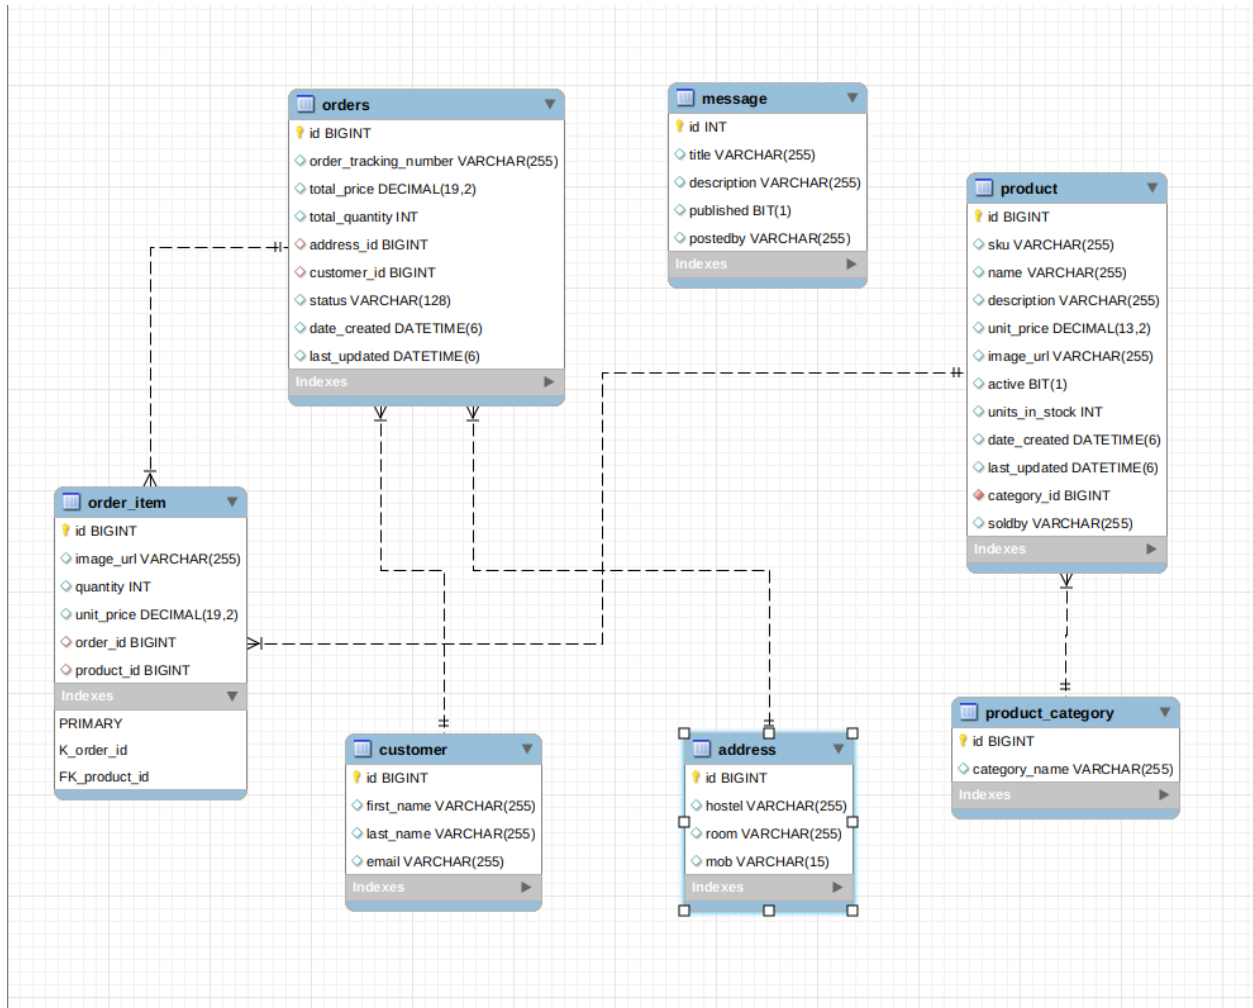 orders
id BIGINT
order_tracking_number VARCHAR(255)
total_price DECIMAL(19,2)
total_quantity INT
address_id BIGINT
customer_id BIGINT
status VARCHAR(128)
date_created DATETIME(6)
last_updated DATETIME(6)
Indexes
message
id INT
title VARCHAR(255)
description VARCHAR(255)
published BIT(1)
postedby VARCHAR(255)
Indexes
product
id BIGINT
sku VARCHAR(255)
name VARCHAR(255)
description VARCHAR(255)
unit_price DECIMAL(13,2)
image_url VARCHAR(255)
active BIT(1)
units_in_stock INT
date_created DATETIME(6)
last_updated DATETIME(6)
category_id BIGINT
soldby VARCHAR(255)
Indexes
order_item
id BIGINT
image_url VARCHAR(255)
quantity INT
unit_price DECIMAL(19,2)
order_id BIGINT
product_id BIGINT
Indexes
PRIMARY
K_order_id
FK_product_id
customer
id BIGINT
first_name VARCHAR(255)
last_name VARCHAR(255)
email VARCHAR(255)
Indexes
address
id BIGINT
hostel VARCHAR(255)
room VARCHAR(255)
mob VARCHAR(15)
Indexes
product_category
id BIGINT
category_name VARCHAR(255)
Indexes